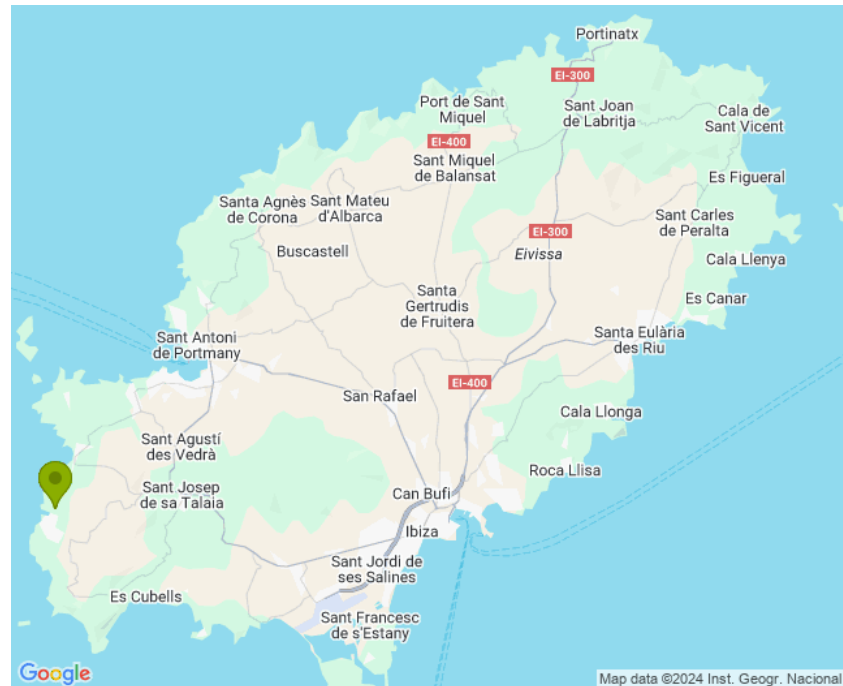 Portinatx
EI-300
Port de Sant
Miquel
Sant Joan
de Labritja
Cala de
Sant Vicent
EI-400
Sant Miquel
de Balansat
Es Figueral
Santa Agnès
de Corona
Sant Mateu
d'Albarca
Sant Carles
de Peralta
EI-300
Buscastell
Eivissa
Cala Llenya
Santa
Gertrudis
de Fruitera
Es Canar
Sant Antoni
de Portmany
Santa Eulària
des Riu
EI-400
San Rafael
Cala Llonga
Sant Agustí
des Vedrà
Roca Llisa
Sant Josep
de sa Talaia
Can Bufi
Ibiza
Sant Jordi de
ses Salines
Es Cubells
Sant Francesc
de s'Estany
Google
Map data ©2024 Inst. Geogr. Nacional